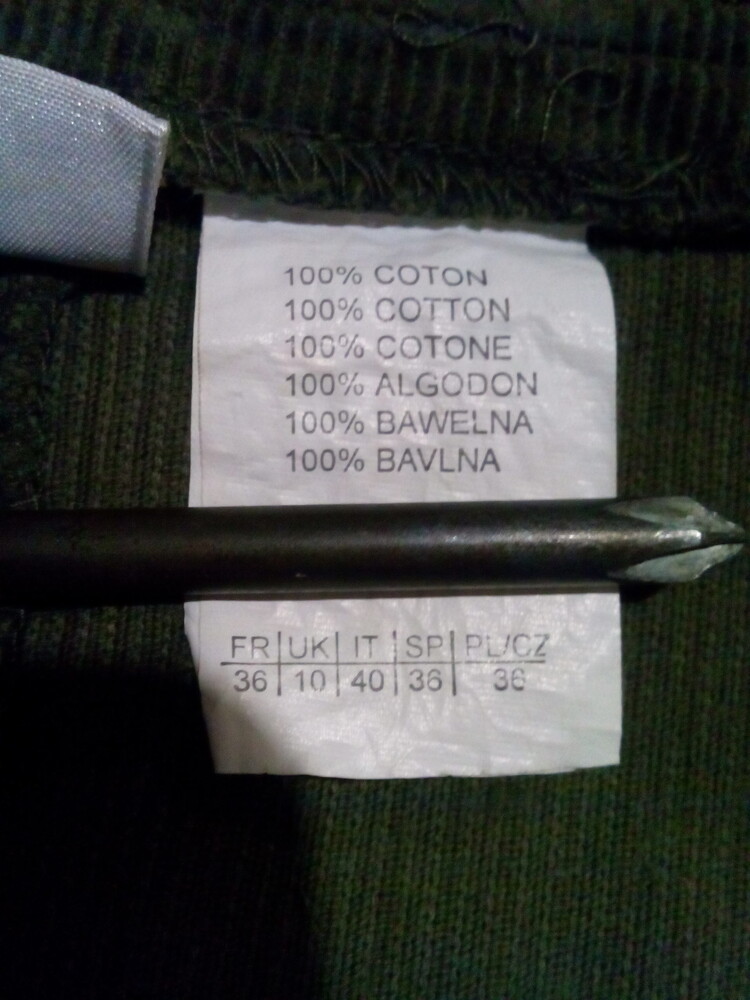 100% COTON
100% COTTON
100% COTONE
100% ALGODON
100% BAWELNA
100% BAVLNA
FR UK IT SP PL/CZ
36 10 40 36 36